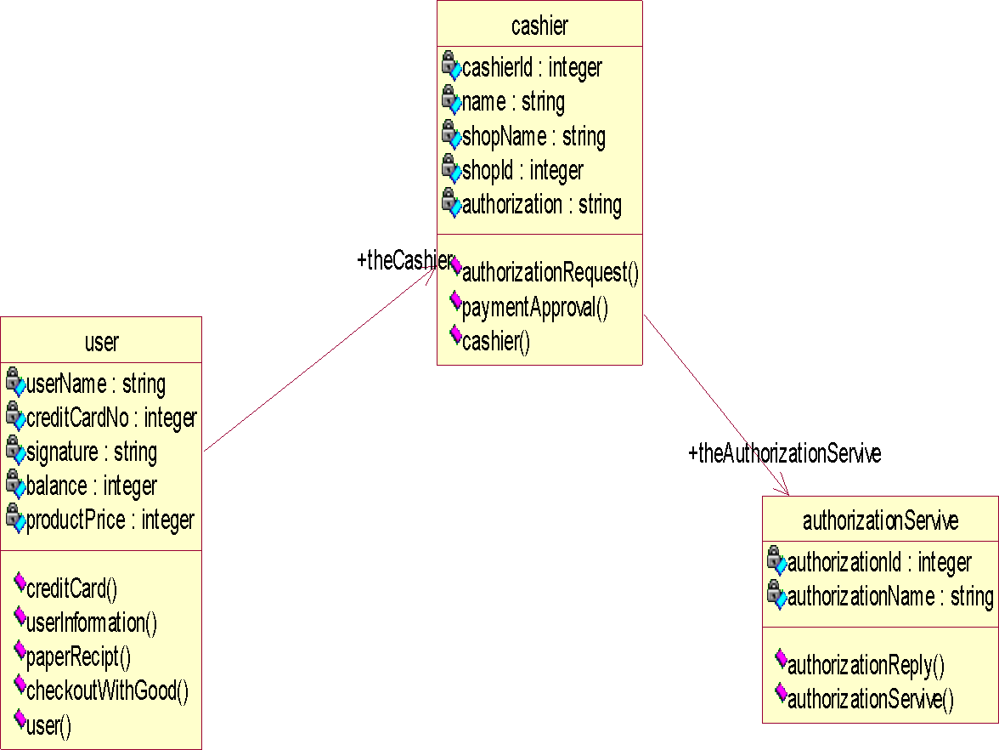 cashier
cashierId : integer
name : string
shopName : string
shopId : integer
authorization : string
authorizationRequest()
paymentApproval()
cashier()
+theCashier
user
userName : string
creditCardNo : integer
signature : string
balance : integer
productPrice : integer
creditCard()
userInformation()
paperRecipt()
checkoutWithGood()
user()
+theAuthorizationServive
authorizationServive
authorizationId : integer
authorizationName : string
authorizationReply()
authorizationServive()